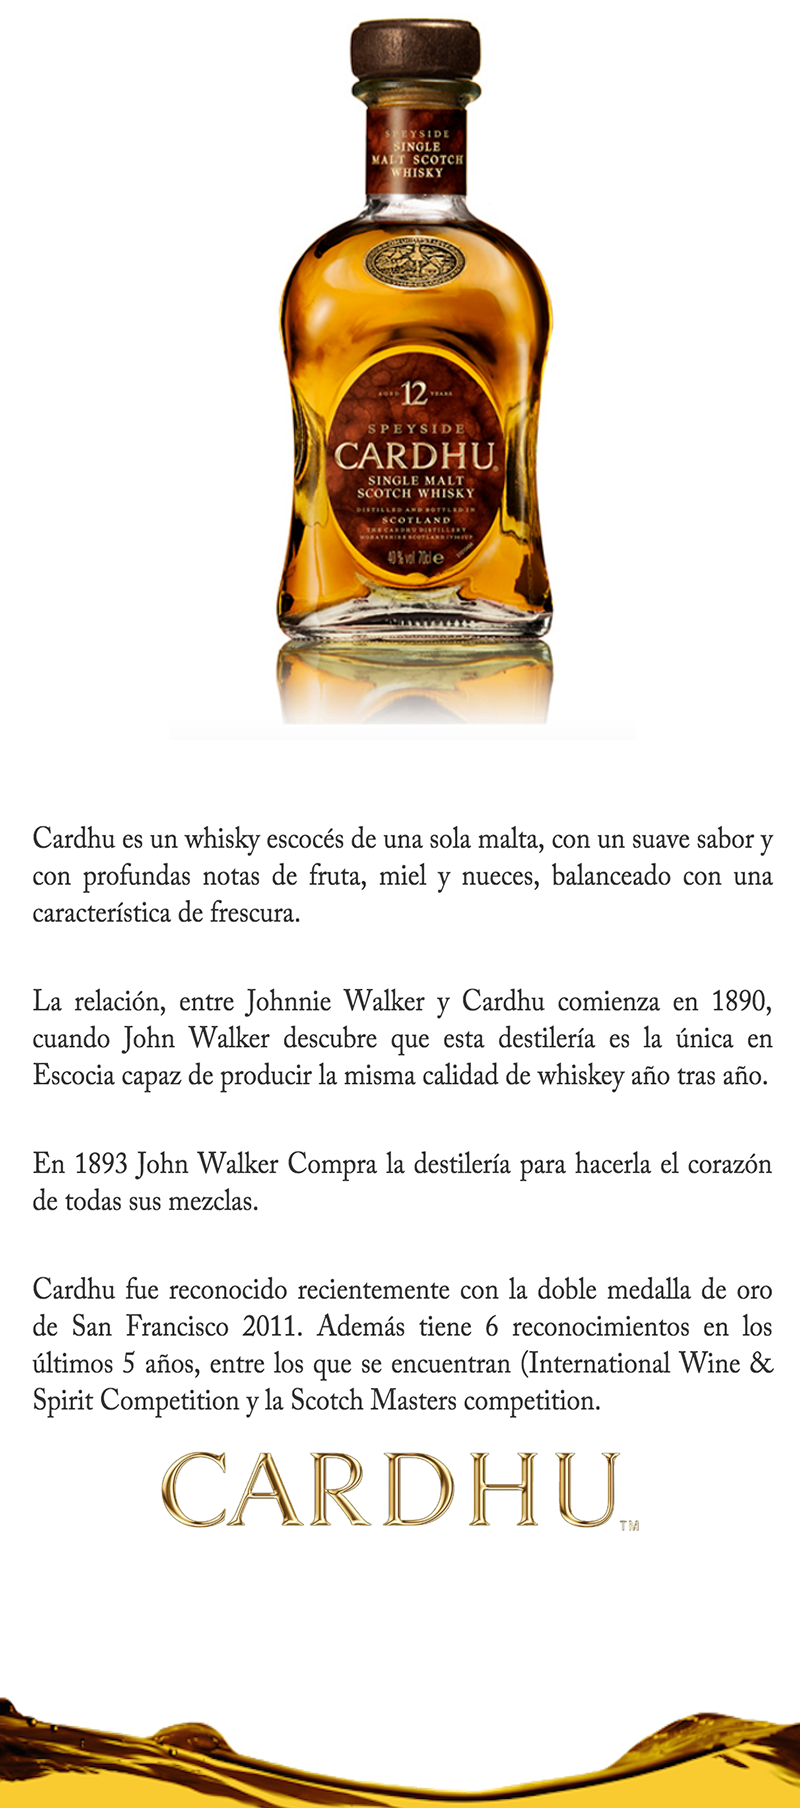 SPEYSIDE
SINGLE
MALT SCOTCH
WHISKY
AGED 12 YEARS
SPEYSIDE
CARDHU
SINGLE MALT
SCOTCH WHISKY
DISTILLED AND BOTTLED IN
SCOTLAND
THE CARDHU DISTILLERY
40%vol 70cl e
Cardhu es un whisky escocés de una sola malta, con un suave sabor y
con profundas notas de fruta, miel y nueces, balanceado con una
característica de frescura.
La relación, entre Johnnie Walker y Cardhu comienza en 1890,
cuando John Walker descubre que esta destilería es la única en
Escocia capaz de producir la misma calidad de whiskey año tras año.
En 1893 John Walker Compra la destilería para hacerla el corazón
de todas sus mezclas.
Cardhu fue reconocido recientemente con la doble medalla de oro
de San Francisco 2011. Además tiene 6 reconocimientos en los
últimos 5 años, entre los que se encuentran (International Wine &
Spirit Competition y la Scotch Masters competition.
CARDHU TM